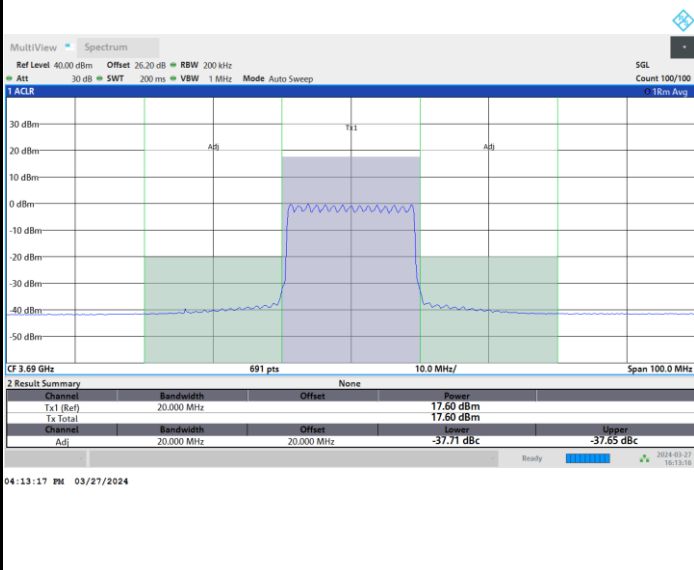 MultiView Spectrum
Ref Level 40.00 dBm Offset 26.20 dB RBW 200 kHz SGL
Att 30 dB SWT 200 ms VBW 1 MHz Mode Auto Sweep Count 100/100
1 ACLR 1Rm Avg
30 dBm
Tx1
20 dBm Adj Adj
10 dBm
0 dBm
-10 dBm
-20 dBm
-30 dBm
-40 dBm
-50 dBm
CF 3.69 GHz 691 pts 10.0 MHz/ Span 100.0 MHz
2 Result Summary None
Channel Bandwidth Offset Power
Tx1 (Ref) 20.000 MHz 17.60 dBm
Tx Total 17.60 dBm
Channel Bandwidth Offset Lower Upper
Adj 20.000 MHz 20.000 MHz -37.71 dBc -37.65 dBc
Ready 2024-03-27
16:13:16
04:13:17 PM 03/27/2024